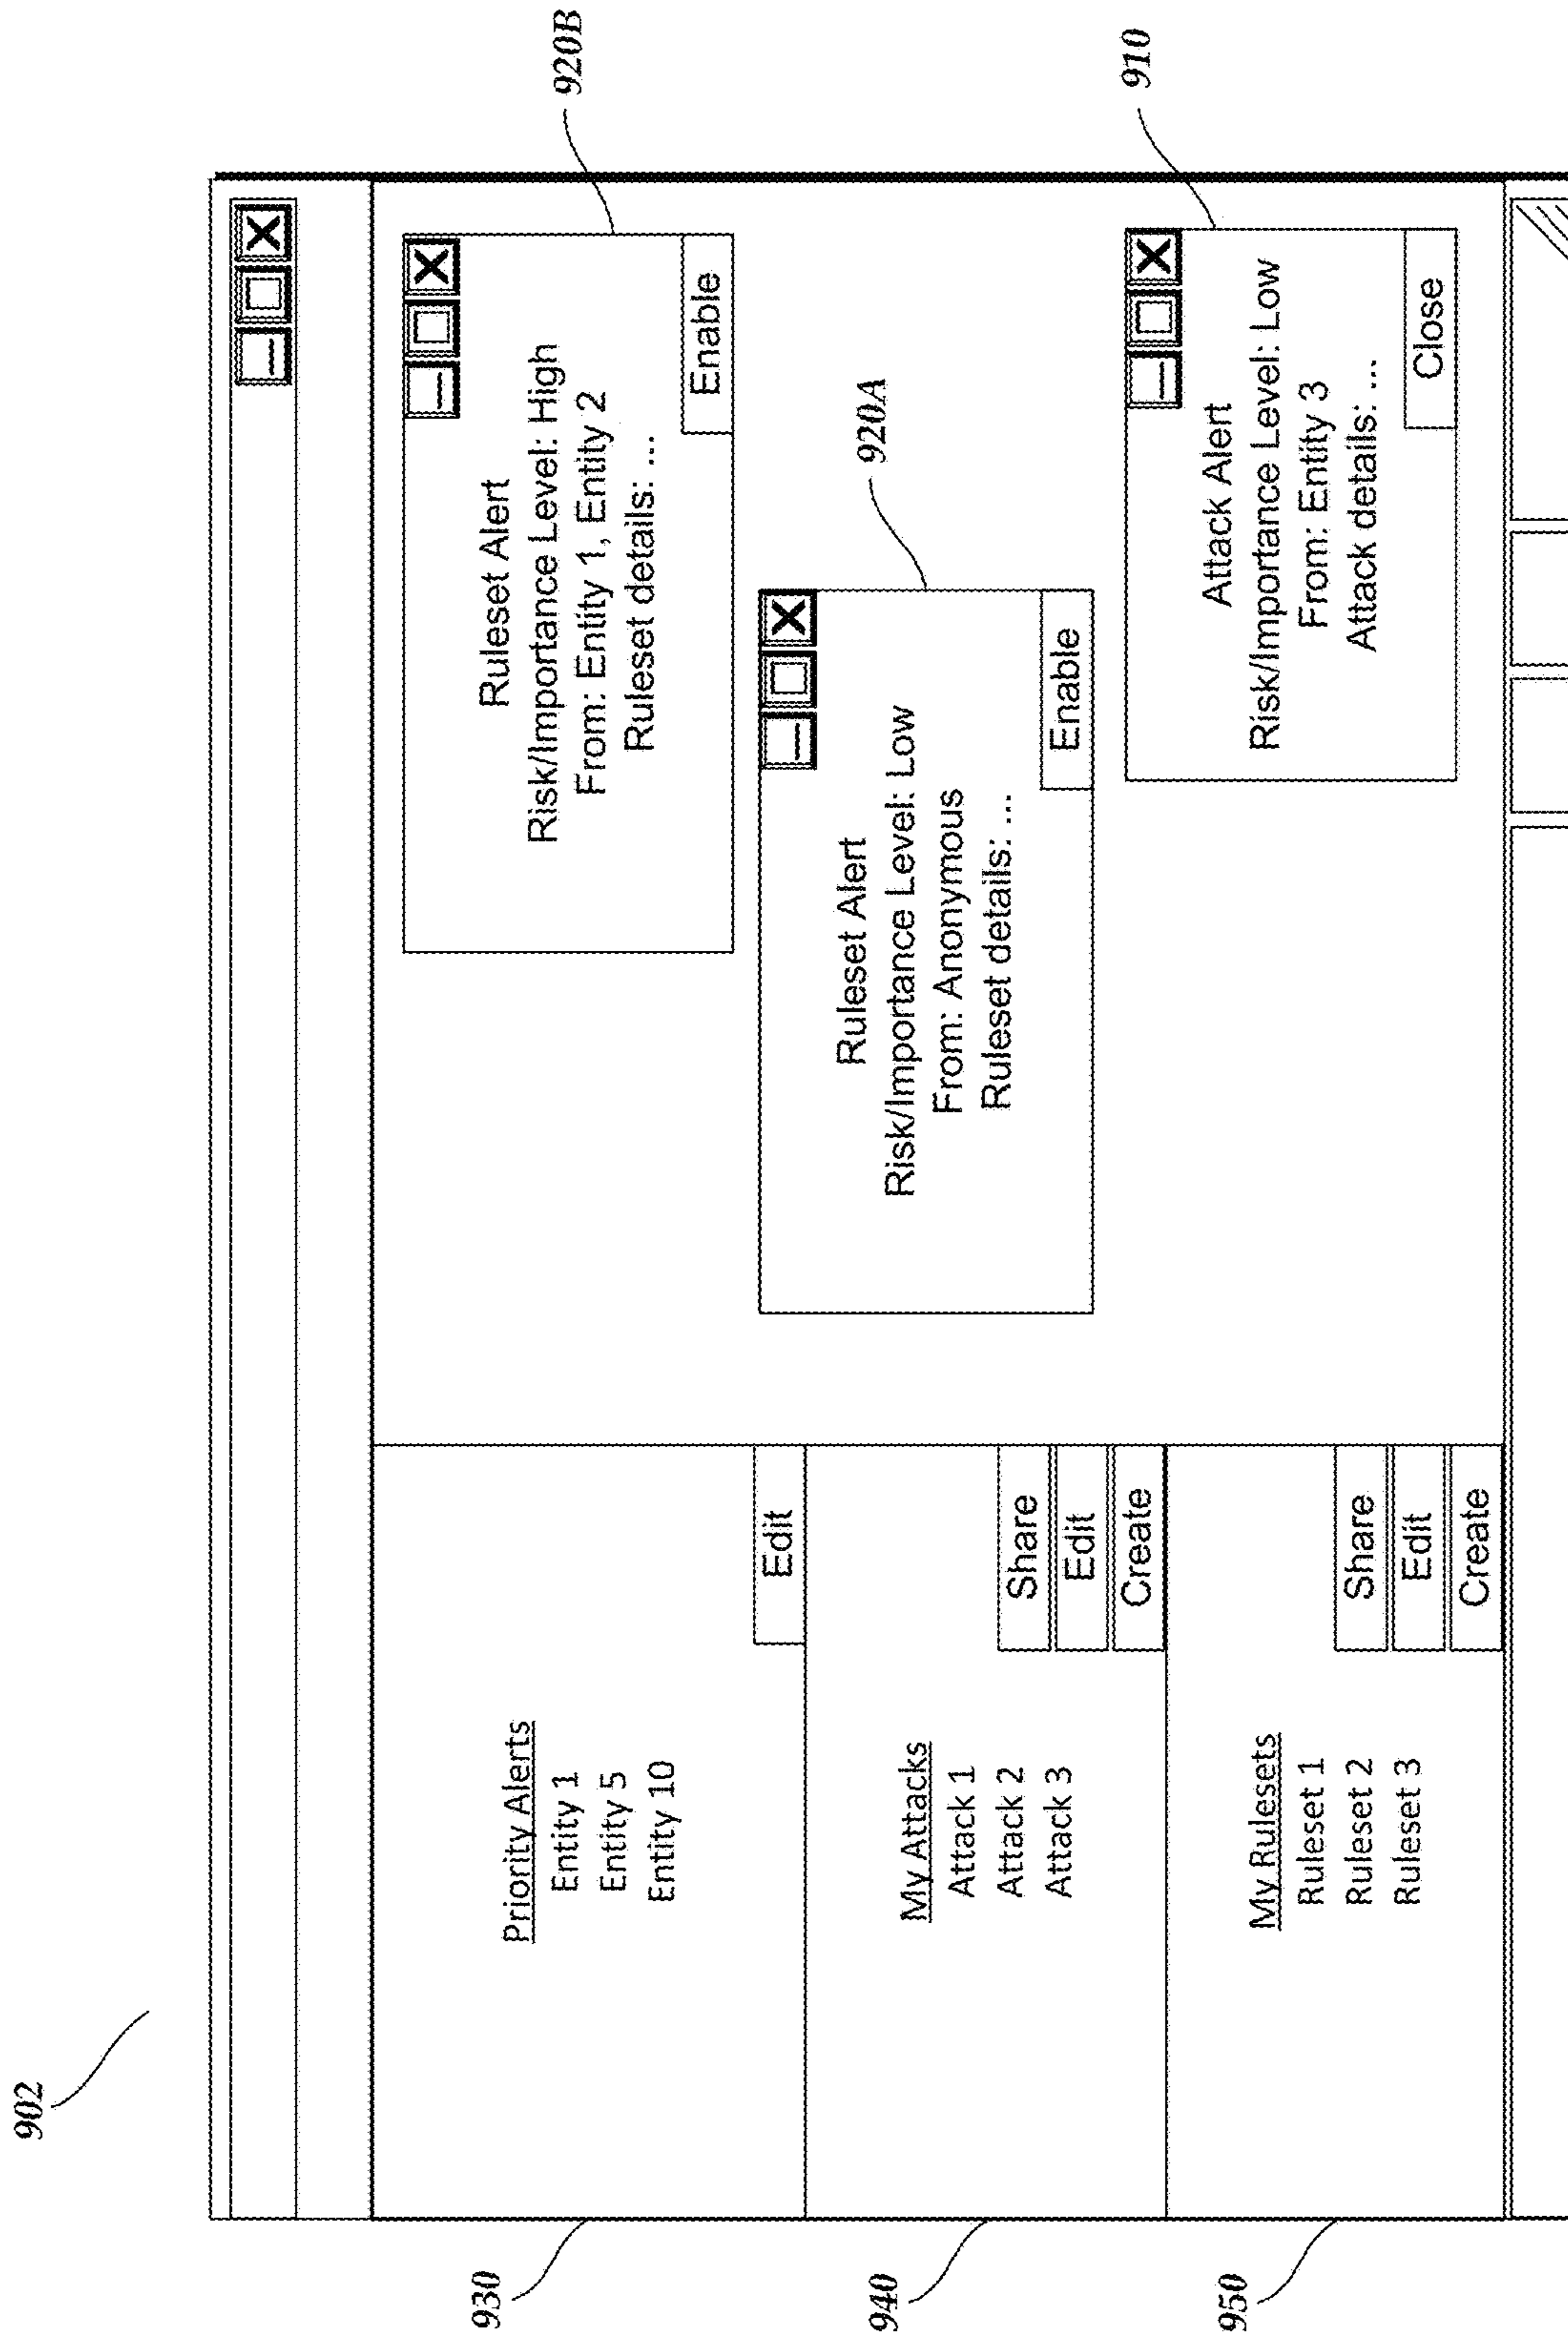 902
930
Priority Alerts
Entity 1
Entity 5
Entity 10
Edit
940
My Attacks
Attack 1
Attack 2
Attack 3
Share
Edit
Create
950
My Rulesets
Ruleset 1
Ruleset 2
Ruleset 3
Share
Edit
Create
920B
Ruleset Alert
Risk/Importance Level: High
From: Entity 1, Entity 2
Ruleset details: ...
Enable
920A
Ruleset Alert
Risk/Importance Level: Low
From: Anonymous
Ruleset details: ...
Enable
910
Attack Alert
Risk/Importance Level: Low
From: Entity 3
Attack details: ...
Close